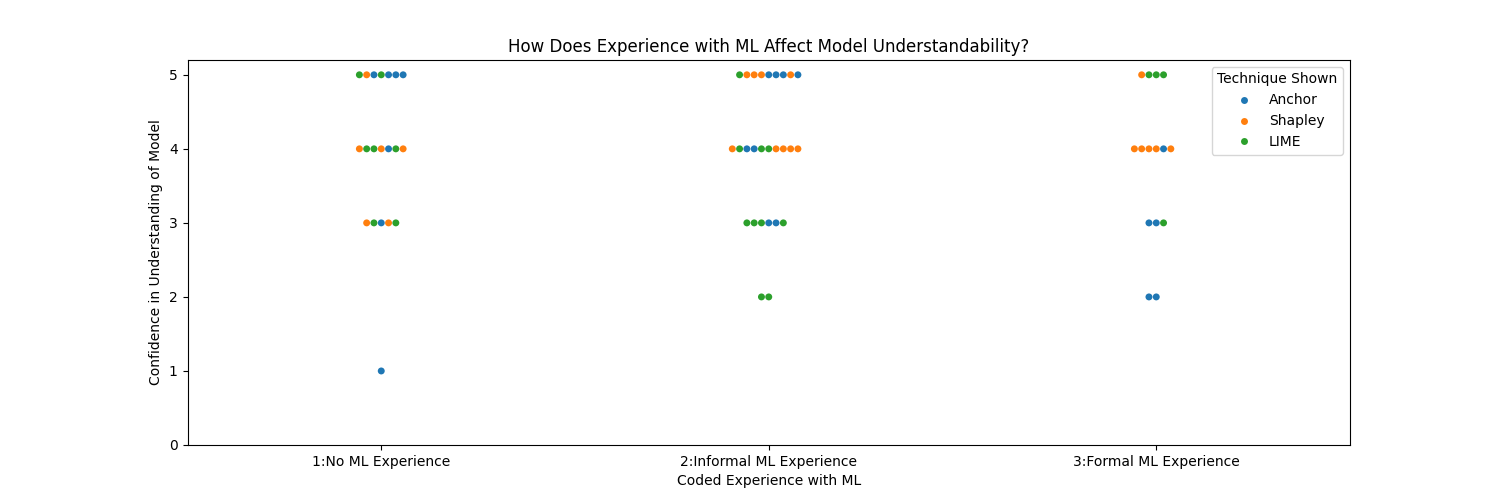 How Does Experience with ML Affect Model Understandability?
Confidence in Understanding of Model
5
4
3
2
1
0
Technique Shown
Anchor
Shapley
LIME
1:No ML Experience
2:Informal ML Experience
3:Formal ML Experience
Coded Experience with ML